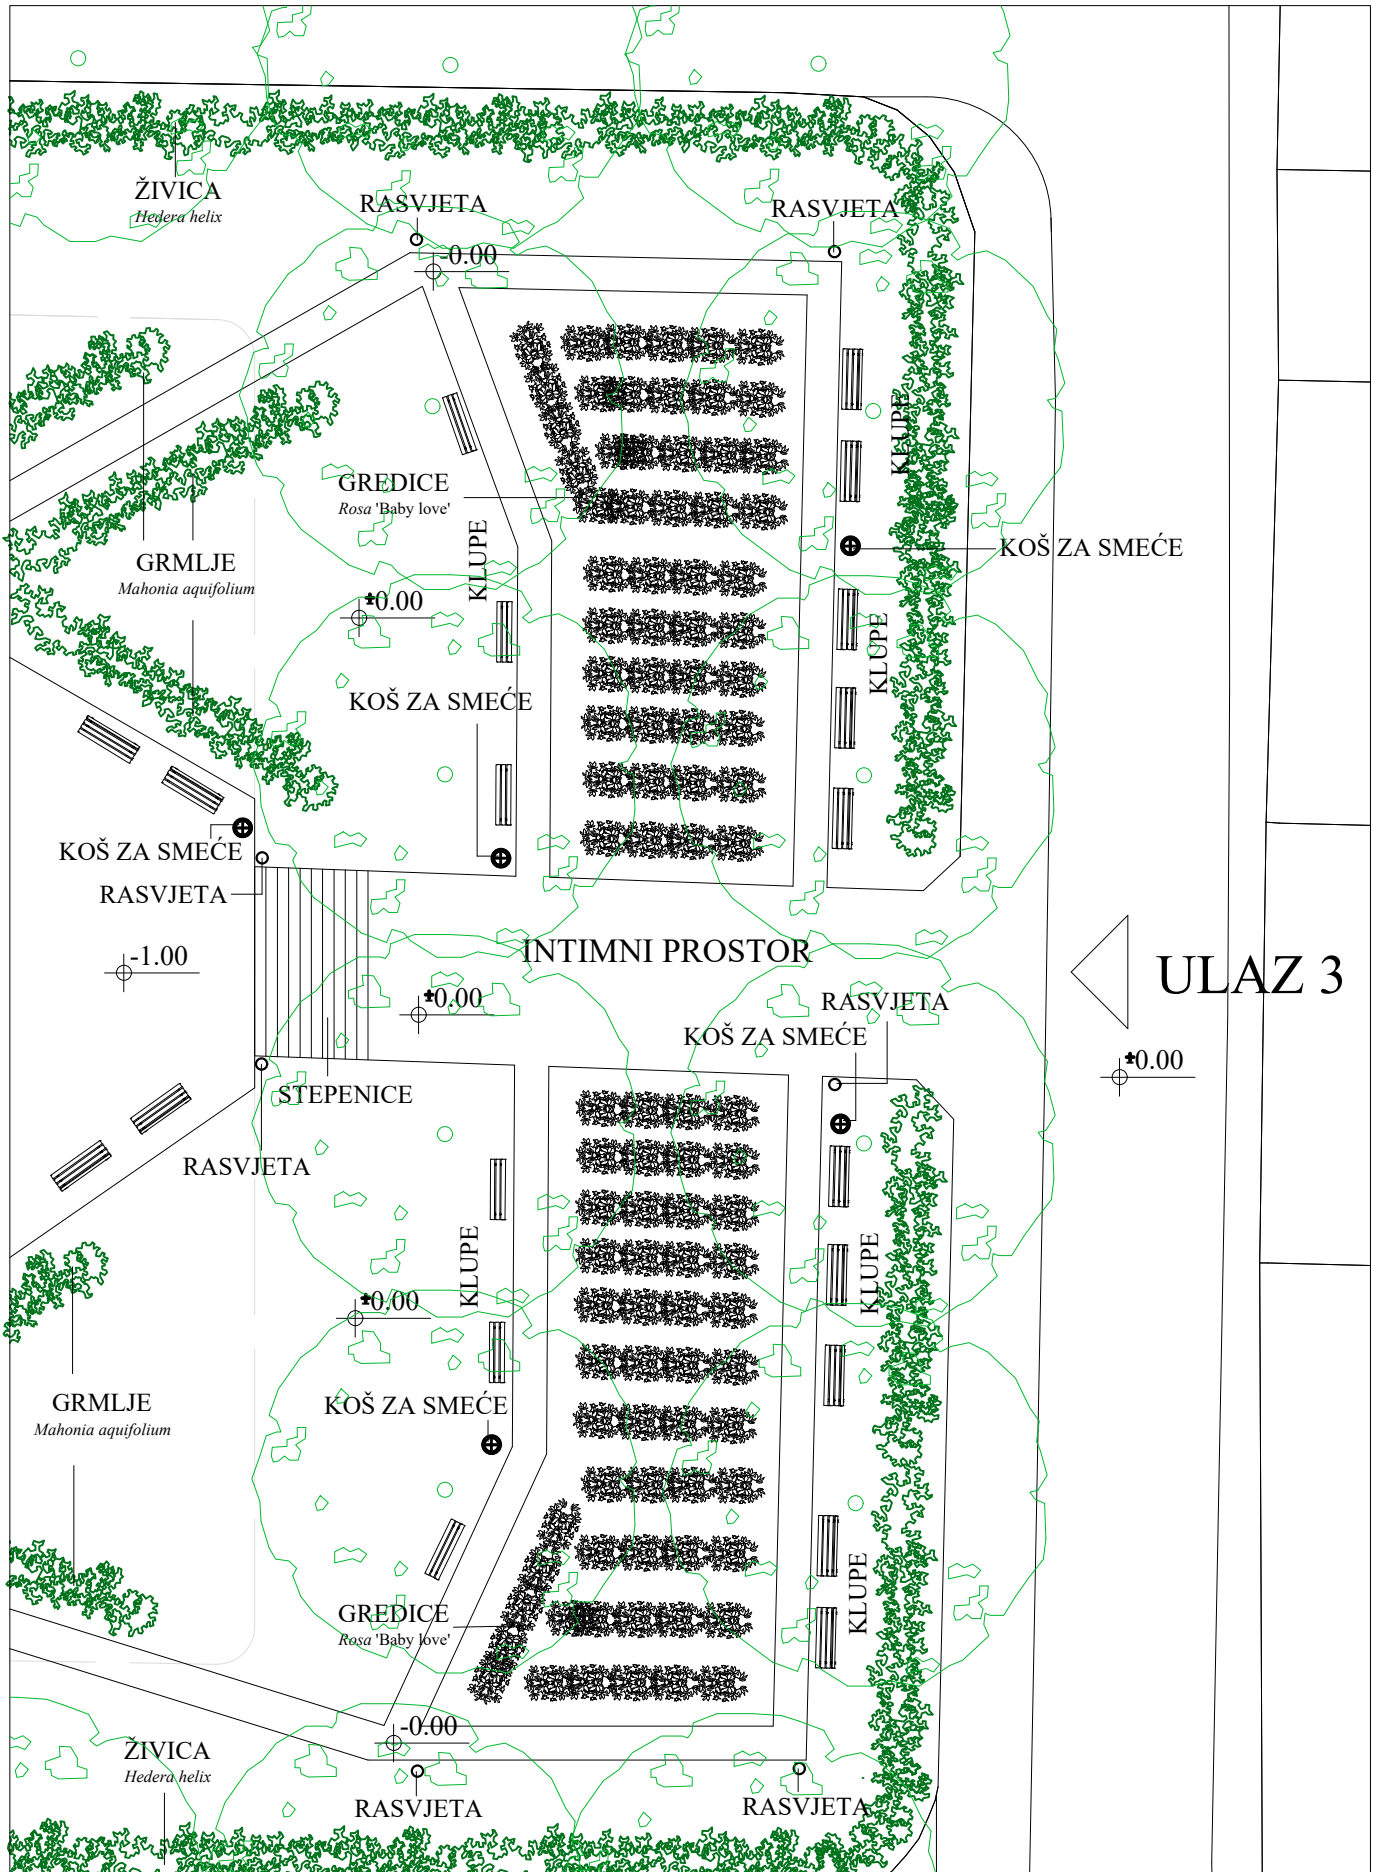 ŽIVICA
Hedera helix
RASVJETA
RASVJETA
-0.00
KLUPE
GREDICE
Rosa 'Baby love'
KLUPE
KOŠ ZA SMEĆE
GRMLJE
Mahonia aquifolium
±0.00
KLUPE
KOŠ ZA SMEĆE
KOŠ ZA SMEĆE
RASVJETA
-1.00
INTIMNI PROSTOR
ULAZ 3
±0.00
RASVJETA
KOŠ ZA SMEĆE
±0.00
STEPENICE
RASVJETA
KLUPE
KLUPE
±0.00
GRMLJE
Mahonia aquifolium
KOŠ ZA SMEĆE
KLUPE
GREDICE
Rosa 'Baby love'
-0.00
ŽIVICA
Hedera helix
RASVJETA
RASVJETA